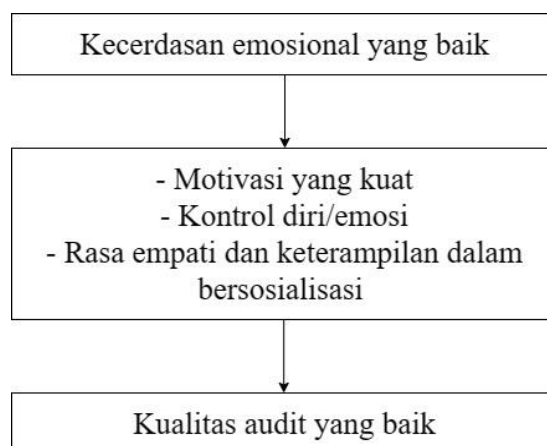 Kecerdasan emosional yang baik
- Motivasi yang kuat
- Kontrol diri/emosi
- Rasa empati dan keterampilan dalam
bersosialisasi
Kualitas audit yang baik